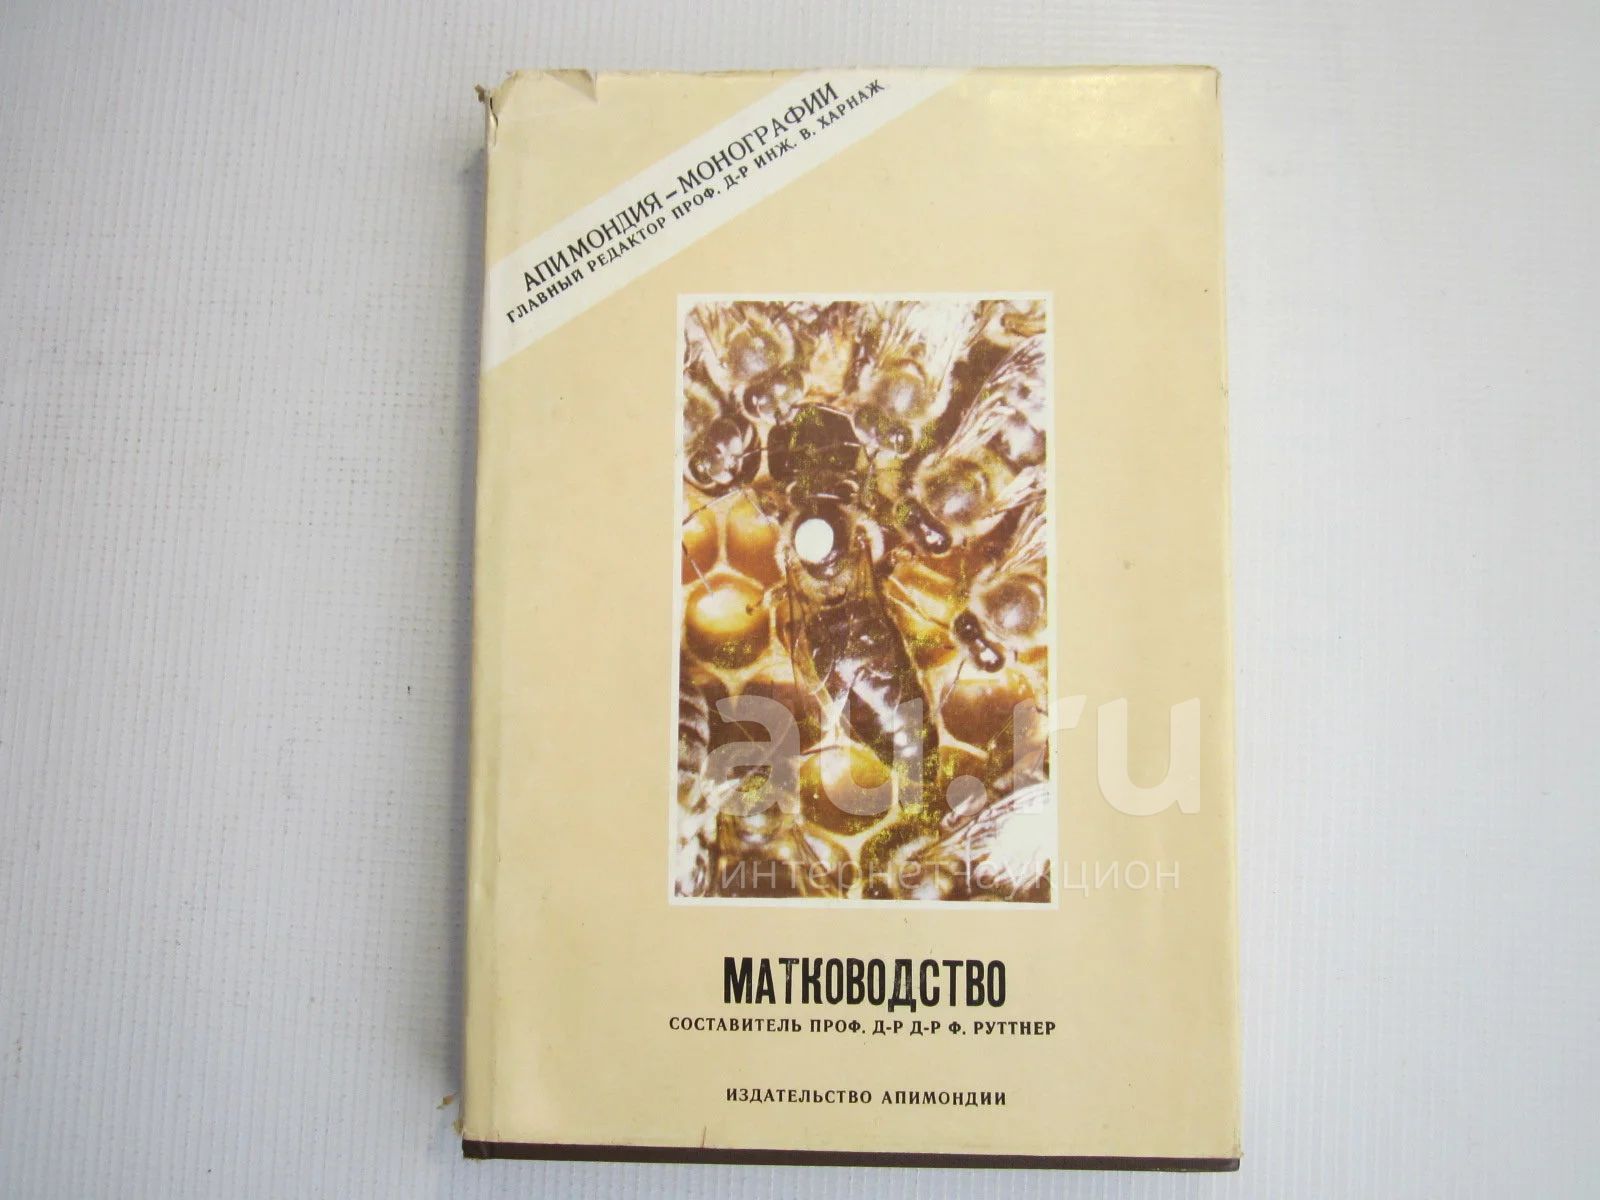 АПИМОНДИЯ – МОНОГРАФИИ
ГЛАВНЫЙ РЕДАКТОР ПРОФ. Д-Р ИНЖ. В. ХАРНАЖ
au.ru
интернет-аукцион
МАТКОВОДСТВО
СОСТАВИТЕЛЬ ПРОФ. Д-Р Д-Р Ф. РУТТНЕР
ИЗДАТЕЛЬСТВО АПИМОНДИИ